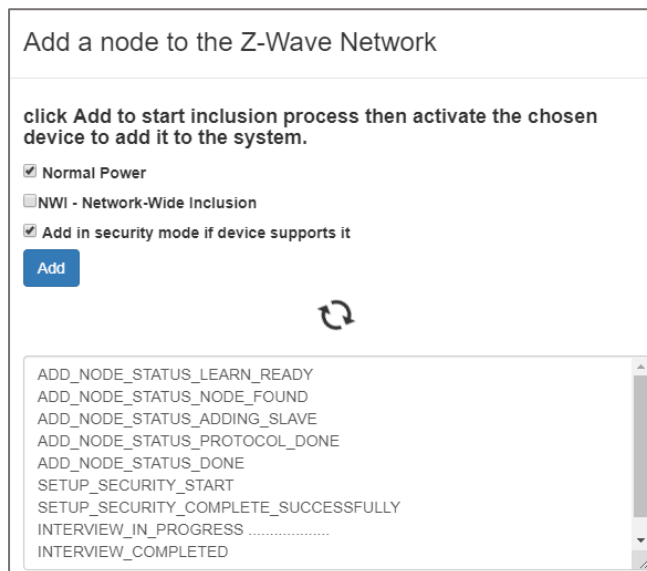 Add a node to the Z-Wave Network
click Add to start inclusion process then activate the chosen
device to add it to the system.
Normal Power
NWI - Network-Wide Inclusion
Add in security mode if device supports it
Add
ADD_NODE_STATUS_LEARN_READY
ADD_NODE_STATUS_NODE_FOUND
ADD_NODE_STATUS_ADDING_SLAVE
ADD_NODE_STATUS_PROTOCOL_DONE
ADD_NODE_STATUS_DONE
SETUP_SECURITY_START
SETUP_SECURITY_COMPLETE_SUCCESSFULLY
INTERVIEW_IN_PROGRESS ...................
INTERVIEW_COMPLETED